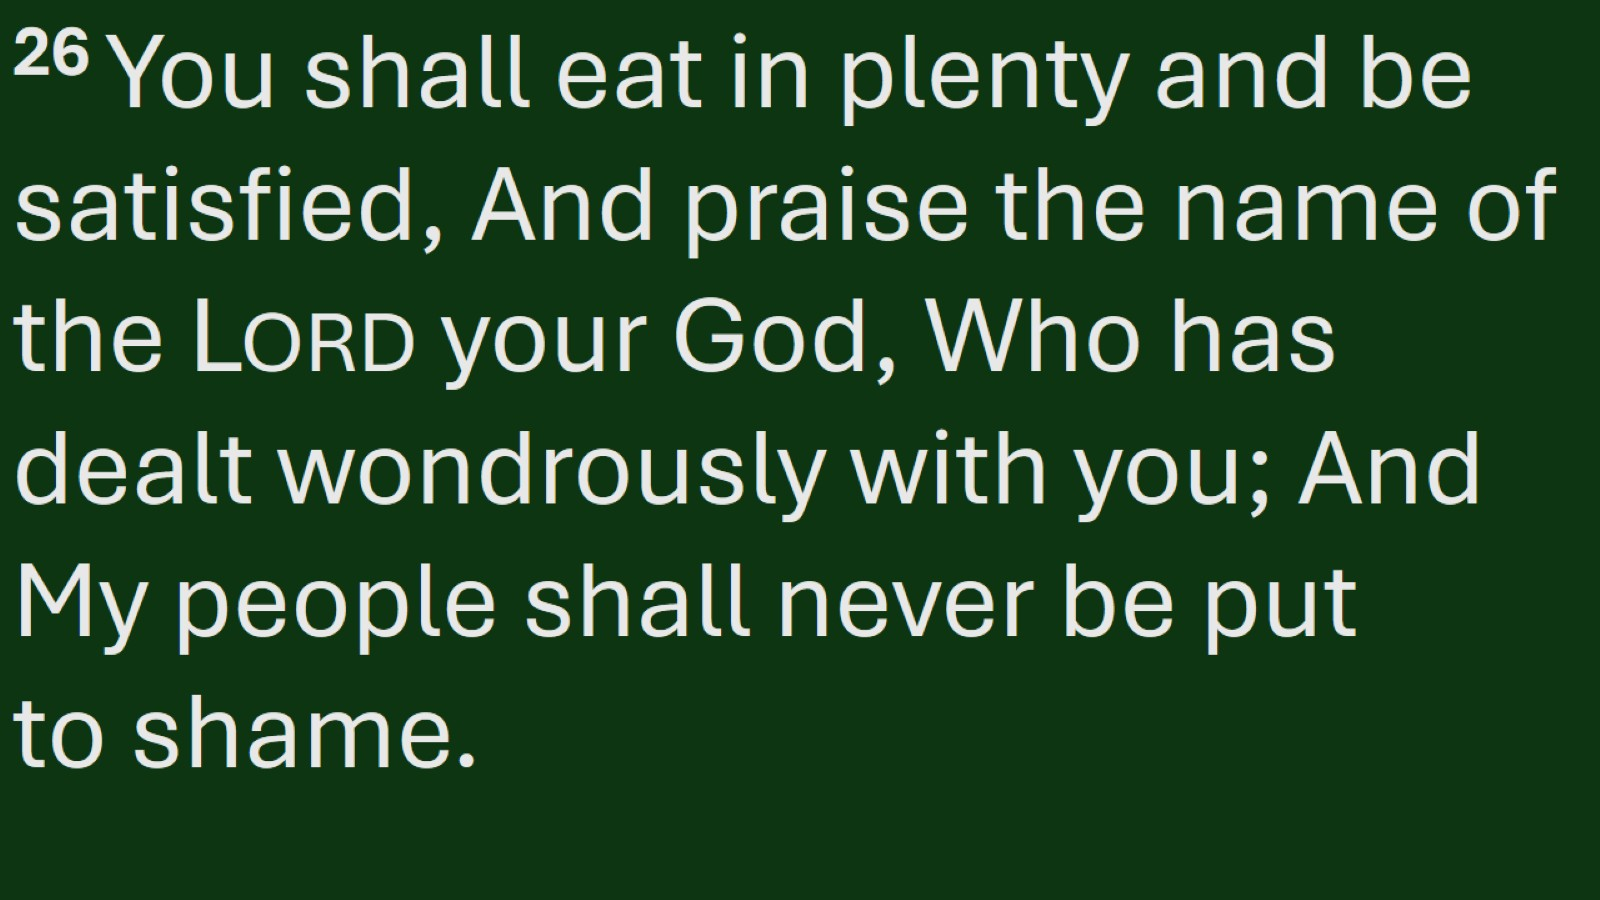 26 You shall eat in plenty and be
satisfied, And praise the name of
the LORD your God, Who has
dealt wondrously with you; And
My people shall never be put
to shame.